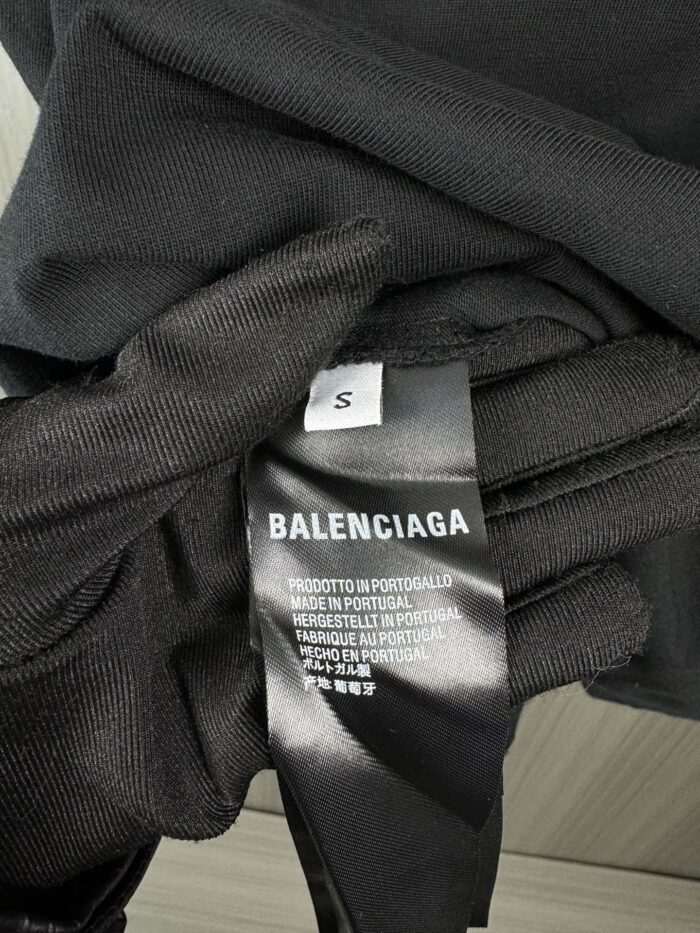 S
BALENCIAGA
PRODOTTO IN PORTOGALLO
MADE IN PORTUGAL
HERGESTELLT IN PORTUGAL
FABRIQUE AU PORTUGAL
HECHO EN PORTUGAL
ポルトガル製
产地:葡萄牙